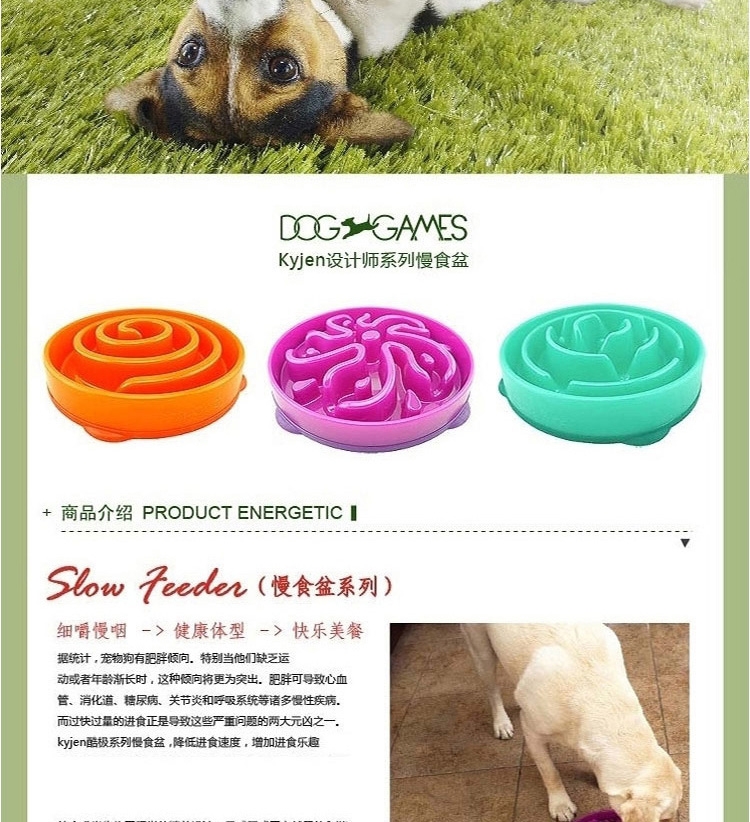 DOG GAMES
Kyjen设计师系列慢食盆
+ 商品介绍 PRODUCT ENERGETIC
Slow Feeder（慢食盆系列）
细嚼慢咽 -> 健康体型 -> 快乐美餐
据统计，宠物狗有肥胖倾向。特别当他们缺乏运
动或者年龄渐长时，这种倾向将更为突出。肥胖可导致心血
管、消化道、糖尿病、关节炎和呼吸系统等诸多慢性疾病。
而过快过量的进食正是导致这些严重问题的两大元凶之一。
kyjen酷极系列慢食盆，降低进食速度，增加进食乐趣